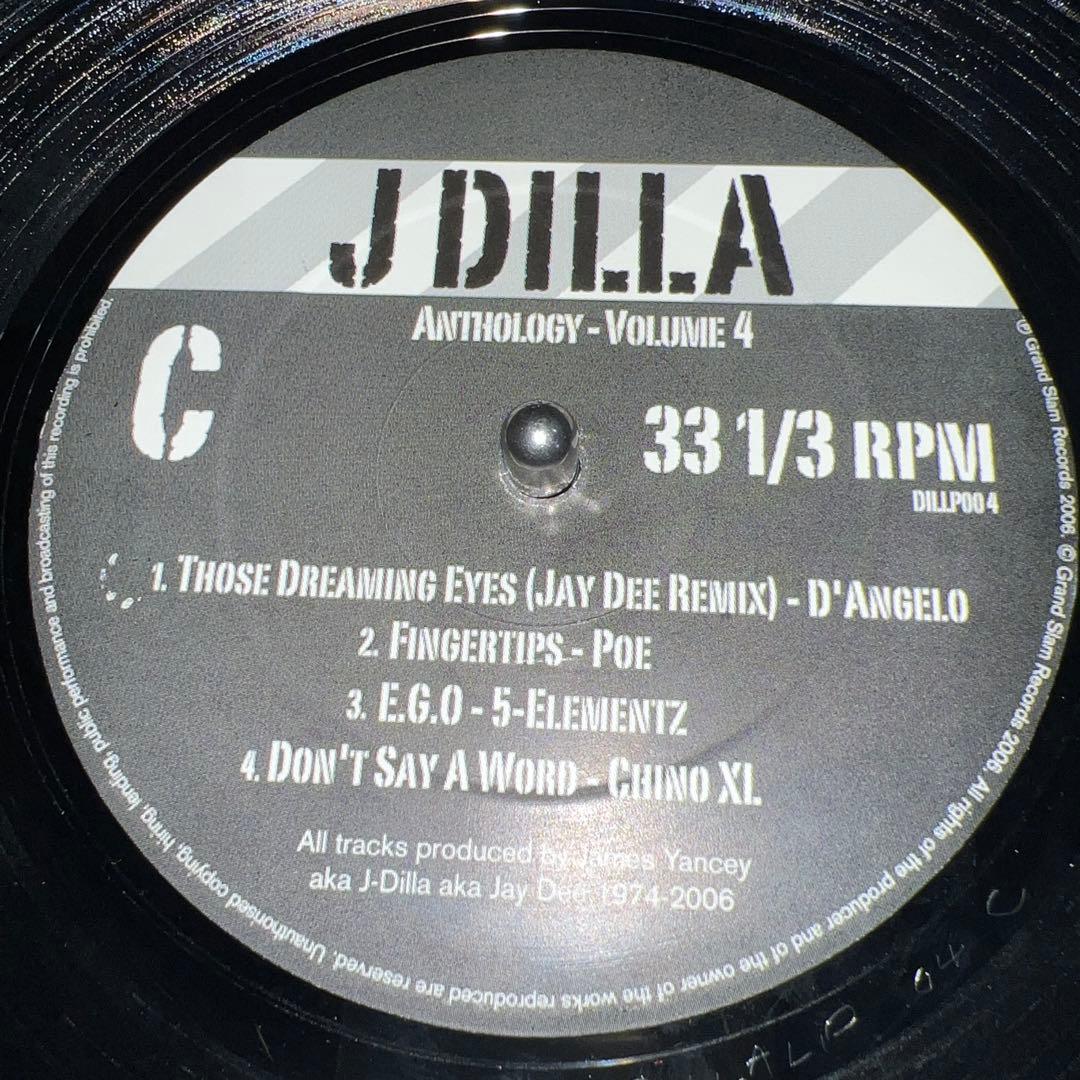 J DILLA
ANTHOLOGY - VOLUME 4
C
33 1/3 RPM
DILLP004
1. THOSE DREAMING EYES (JAY DEE REMIX) - D'ANGELO
2. FINGERTIPS - POE
3. E.G.O - 5-ELEMENTZ
4. DON'T SAY A WORD - CHINO XL
All tracks produced by James Yancey
aka J-Dilla aka Jay Dee 1974-2006
℗ Grand Slam Records 2006. © Grand Slam Records 2006. All rights of the producer and of the owner of the works reproduced are reserved. Unauthorised copying, hiring, lending, public performance and broadcasting of this recording is prohibited.